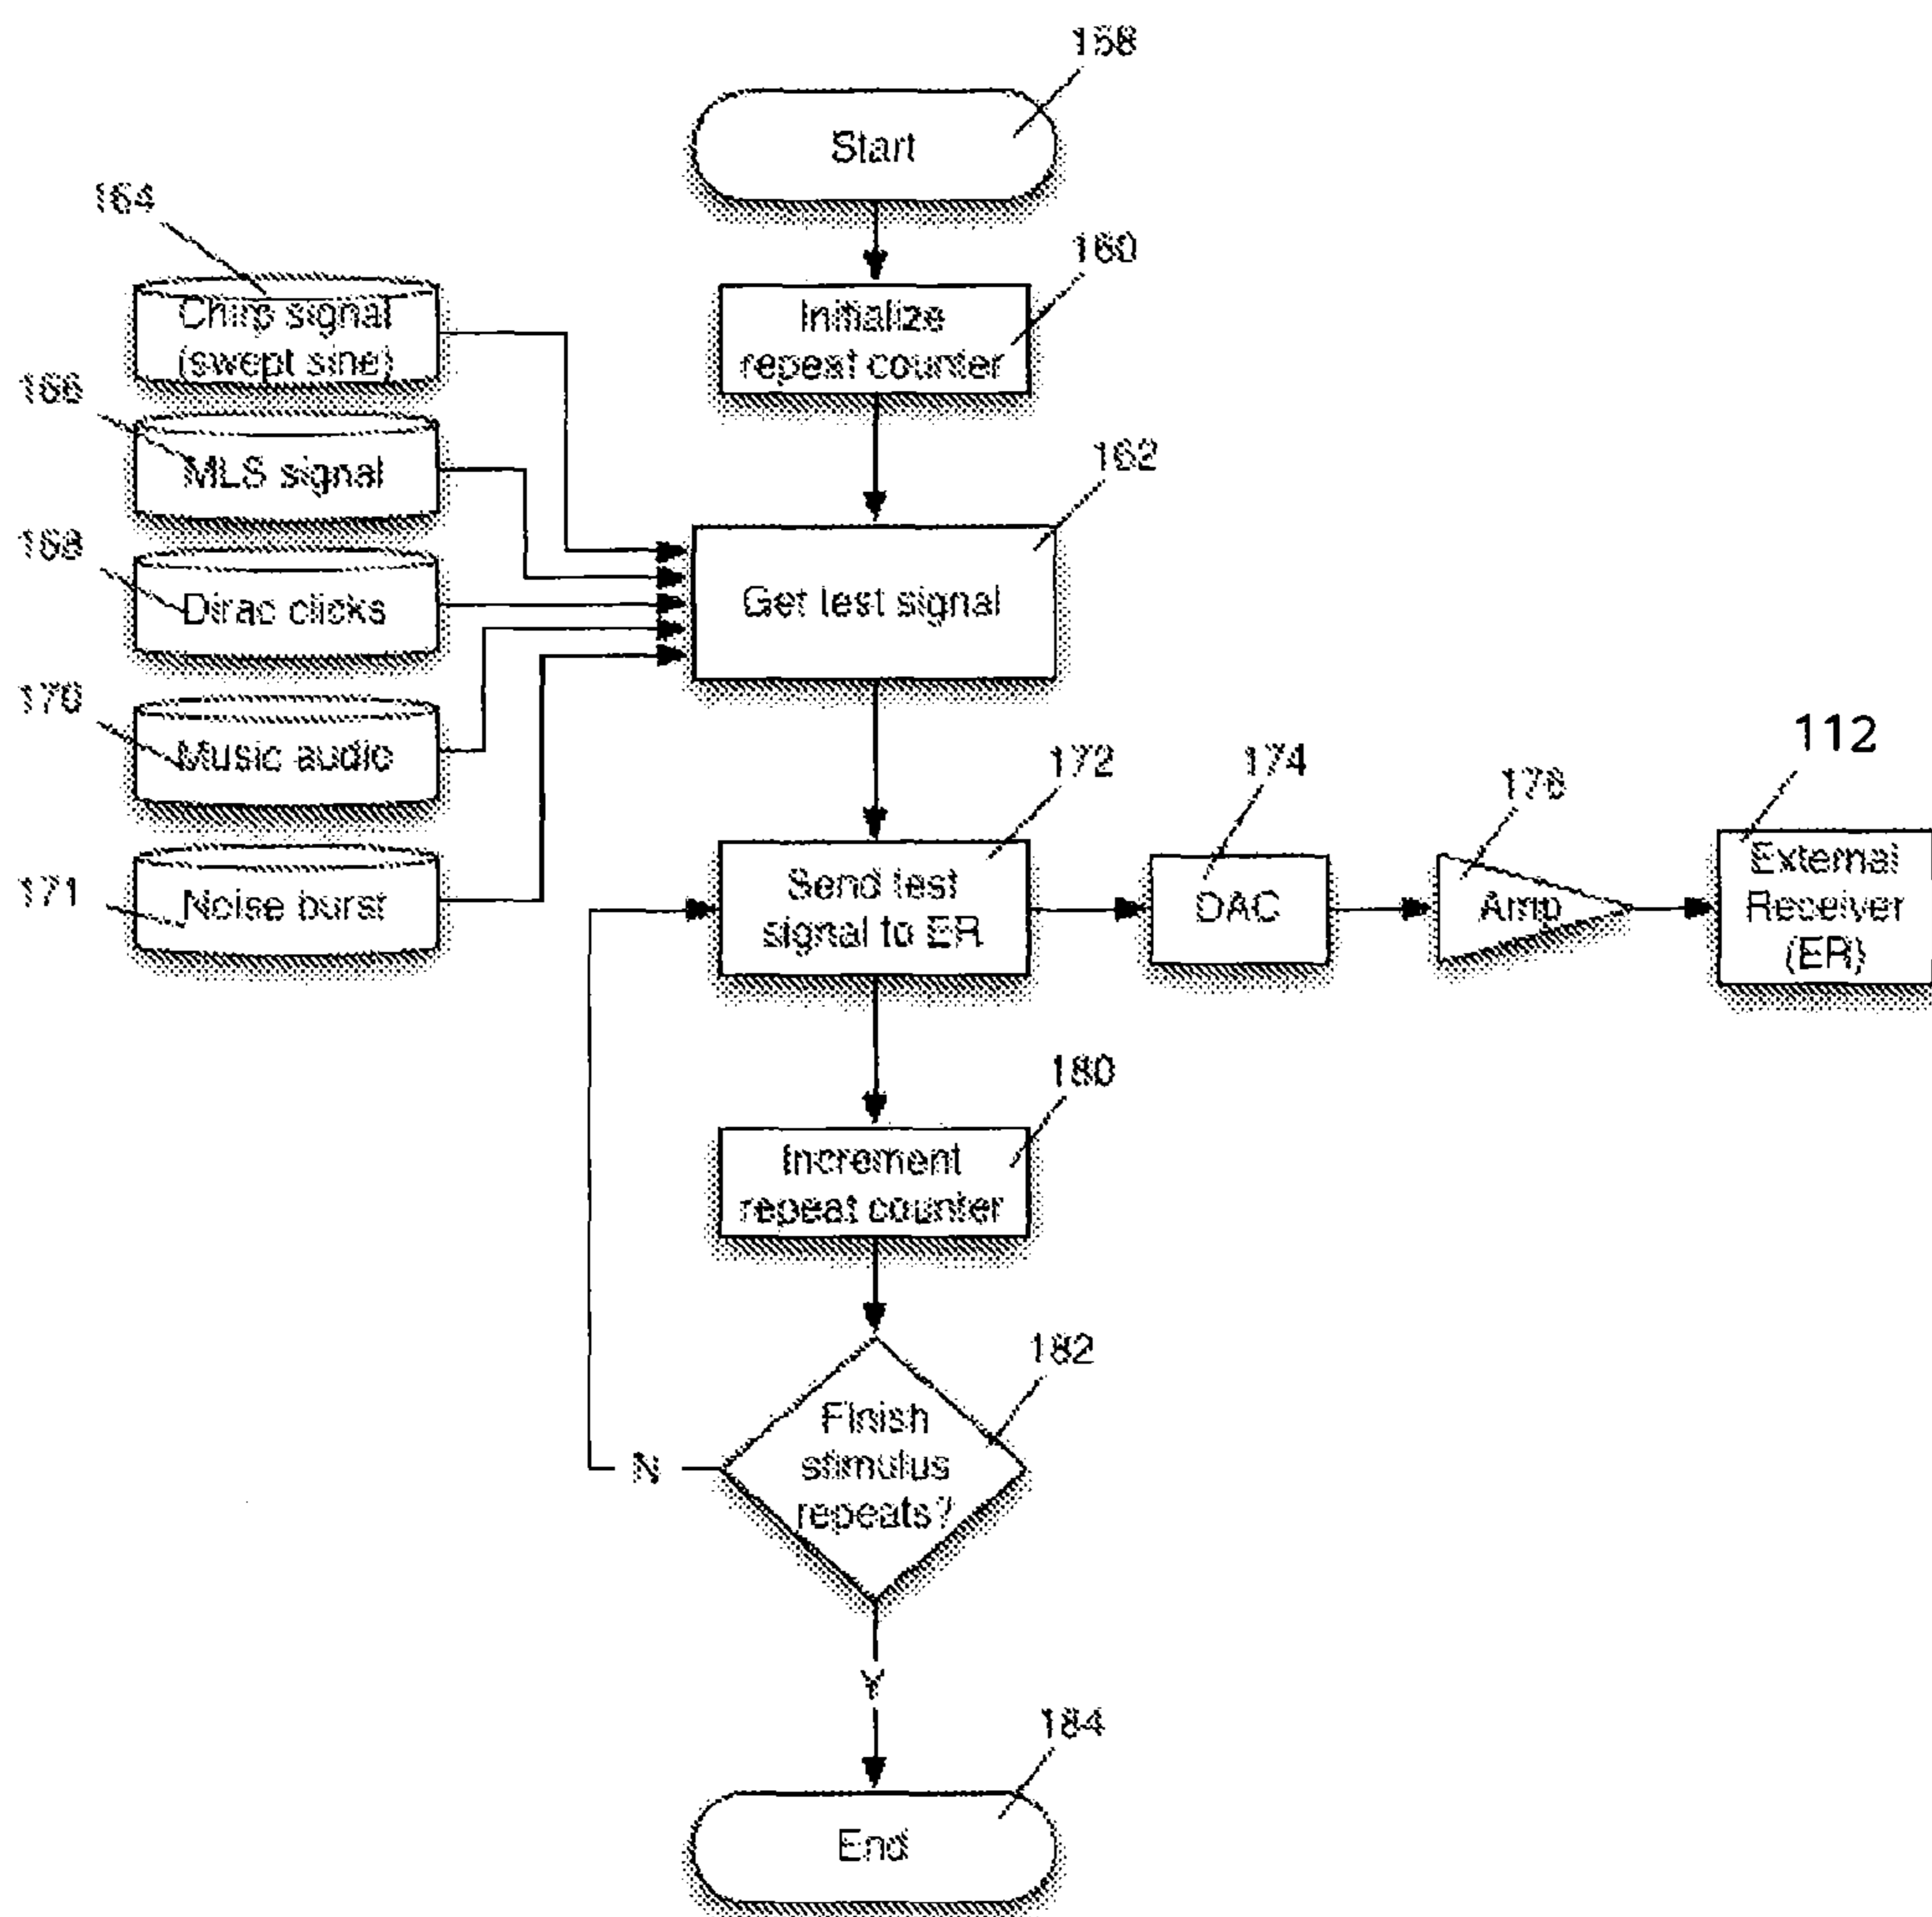 158
Start
160
Initialize
repeat counter
164
Chirp signal
(swept sine)
166
MLS signal
168
Dirac clicks
170
Music audio
171
Noise burst
162
Get test signal
172
Send test
signal to ER
174
DAC
176
Amp
112
External
Receiver
(ER)
180
Increment
repeat counter
182
Finish
stimulus
repeats?
N
Y
184
End